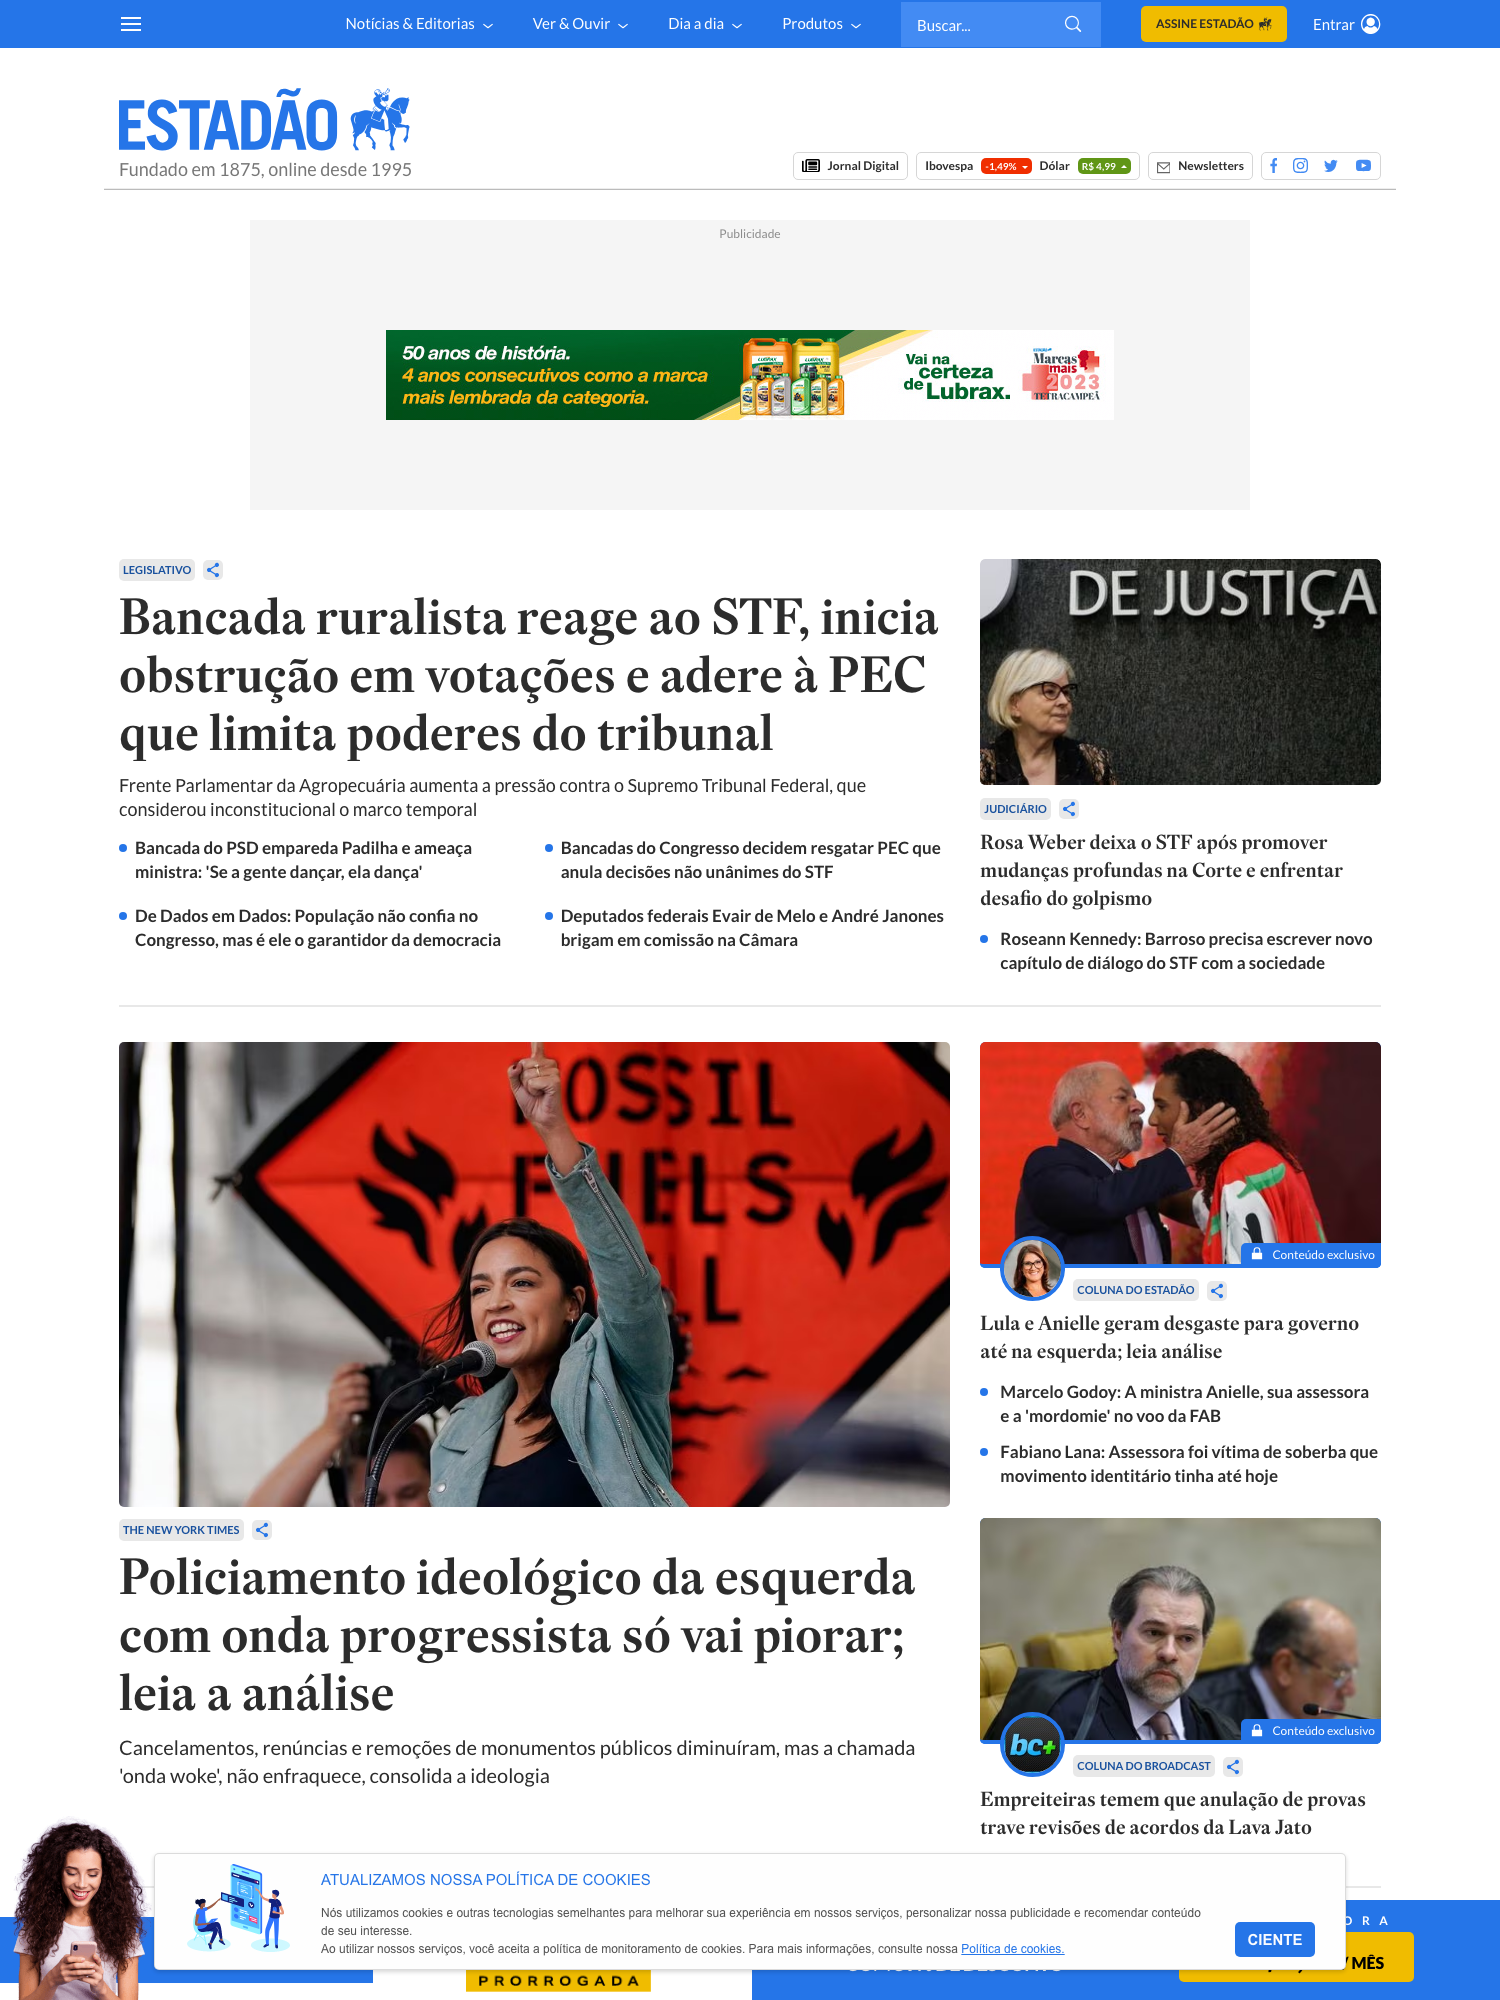 Notícias & Editorias
Ver & Ouvir
Dia a dia
Produtos
Buscar...
ASSINE ESTADÃO
Entrar
ESTADÃO
Fundado em 1875, online desde 1995
Jornal Digital
Ibovespa -1,49% Dólar R$ 4,99
Newsletters
Publicidade
50 anos de história.
4 anos consecutivos como a marca
mais lembrada da categoria.
Vai na
certeza
de Lubrax.
Marcas
mais
2023
TETRACAMPEÃ
LEGISLATIVO
Bancada ruralista reage ao STF, inicia
obstrução em votações e adere à PEC
que limita poderes do tribunal
Frente Parlamentar da Agropecuária aumenta a pressão contra o Supremo Tribunal Federal, que
considerou inconstitucional o marco temporal
Bancada do PSD empareda Padilha e ameaça
ministra: 'Se a gente dançar, ela dança'
Bancadas do Congresso decidem resgatar PEC que
anula decisões não unânimes do STF
De Dados em Dados: População não confia no
Congresso, mas é ele o garantidor da democracia
Deputados federais Evair de Melo e André Janones
brigam em comissão na Câmara
DE JUSTIÇA
JUDICIÁRIO
Rosa Weber deixa o STF após promover
mudanças profundas na Corte e enfrentar
desafio do golpismo
Roseann Kennedy: Barroso precisa escrever novo
capítulo de diálogo do STF com a sociedade
FOSSIL
FUELS
THE NEW YORK TIMES
Policiamento ideológico da esquerda
com onda progressista só vai piorar;
leia a análise
Cancelamentos, renúncias e remoções de monumentos públicos diminuíram, mas a chamada
'onda woke', não enfraquece, consolida a ideologia
Conteúdo exclusivo
COLUNA DO ESTADÃO
Lula e Anielle geram desgaste para governo
até na esquerda; leia análise
Marcelo Godoy: A ministra Anielle, sua assessora
e a 'mordomie' no voo da FAB
Fabiano Lana: Assessora foi vítima de soberba que
movimento identitário tinha até hoje
Conteúdo exclusivo
bc+
COLUNA DO BROADCAST
Empreiteiras temem que anulação de provas
trave revisões de acordos da Lava Jato
ATUALIZAMOS NOSSA POLÍTICA DE COOKIES
Nós utilizamos cookies e outras tecnologias semelhantes para melhorar sua experiência em nossos serviços, personalizar nossa publicidade e recomendar conteúdo
de seu interesse.
Ao utilizar nossos serviços, você aceita a política de monitoramento de cookies. Para mais informações, consulte nossa Política de cookies.
CIENTE
ORA
PRORROGADA
/ MÊS